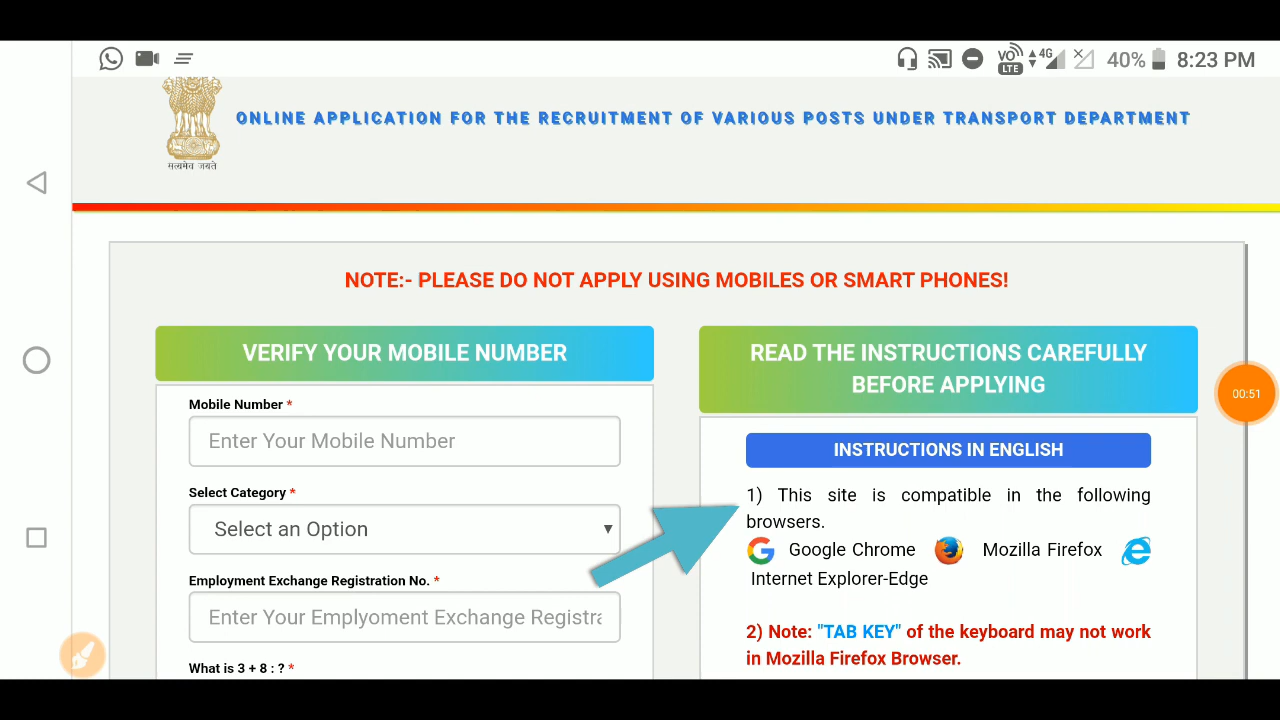 VO LTE 4G 40% 8:23 PM
सत्यमेव जयते
ONLINE APPLICATION FOR THE RECRUITMENT OF VARIOUS POSTS UNDER TRANSPORT DEPARTMENT
NOTE:- PLEASE DO NOT APPLY USING MOBILES OR SMART PHONES!
VERIFY YOUR MOBILE NUMBER
Mobile Number *
Enter Your Mobile Number
Select Category *
Select an Option
Employment Exchange Registration No. *
Enter Your Emplyoment Exchange Registra
What is 3 + 8 : ? *
READ THE INSTRUCTIONS CAREFULLY
BEFORE APPLYING
INSTRUCTIONS IN ENGLISH
1) This site is compatible in the following
browsers.
Google Chrome Mozilla Firefox
Internet Explorer-Edge
2) Note: "TAB KEY" of the keyboard may not work
in Mozilla Firefox Browser.
00:51